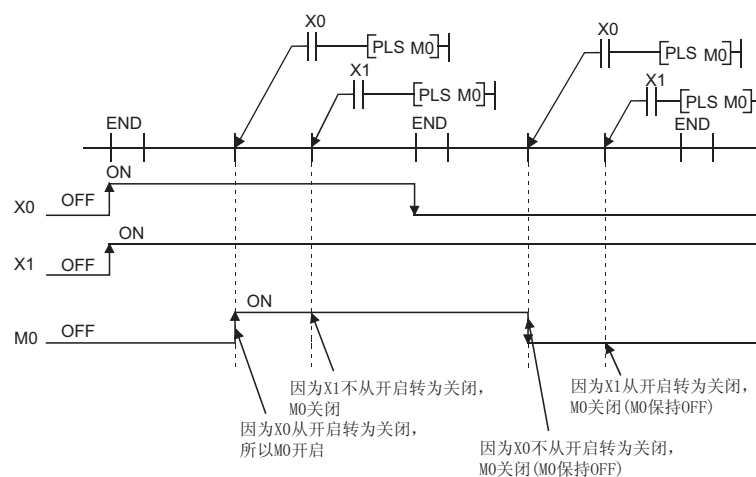 X0
PLS M0
X1
PLS M0
END
END
X0
PLS M0
X1
PLS M0
END
ON
X0 OFF
ON
X1 OFF
ON
M0 OFF
因为X1不从开启转为关闭，
M0关闭
因为X0从开启转为关闭，
所以M0开启
因为X1从开启转为关闭，
M0关闭(M0保持OFF)
因为X0不从开启转为关闭，
M0关闭(M0保持OFF)